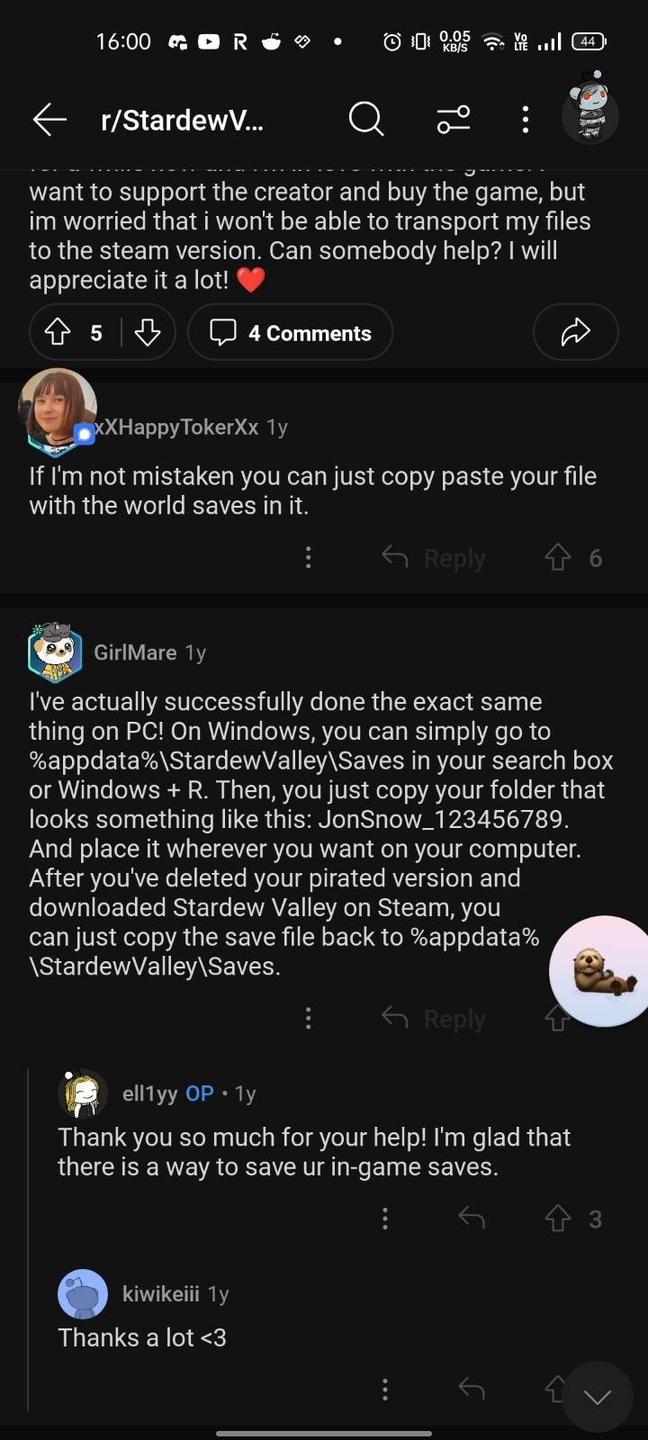 16:00
R
0.05
KB/S
Vo
LTE
44
r/StardewV...
want to support the creator and buy the game, but
im worried that i won't be able to transport my files
to the steam version. Can somebody help? I will
appreciate it a lot! ❤️
5
4 Comments
xXHappyTokerXx 1y
If I'm not mistaken you can just copy paste your file
with the world saves in it.
Reply
6
GirlMare 1y
I've actually successfully done the exact same
thing on PC! On Windows, you can simply go to
%appdata%\StardewValley\Saves in your search box
or Windows + R. Then, you just copy your folder that
looks something like this: JonSnow_123456789.
And place it wherever you want on your computer.
After you've deleted your pirated version and
downloaded Stardew Valley on Steam, you
can just copy the save file back to %appdata%
\StardewValley\Saves.
Reply
ell1yy OP • 1y
Thank you so much for your help! I'm glad that
there is a way to save ur in-game saves.
3
kiwikeiii 1y
Thanks a lot <3